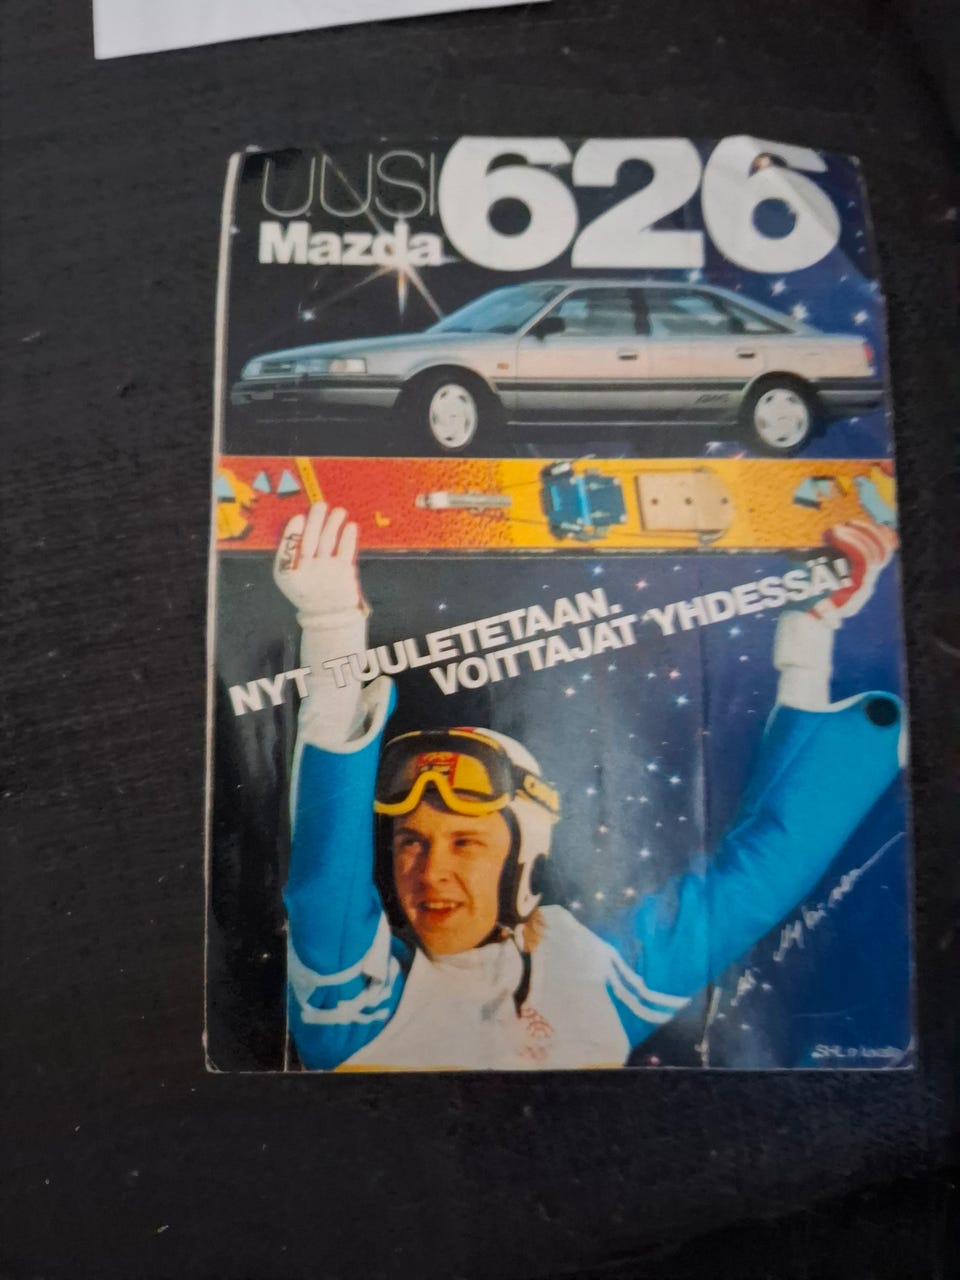 UUSI 626
Mazda
NYT TUULETETAAN.
VOITTAJAT YHDESSÄ!